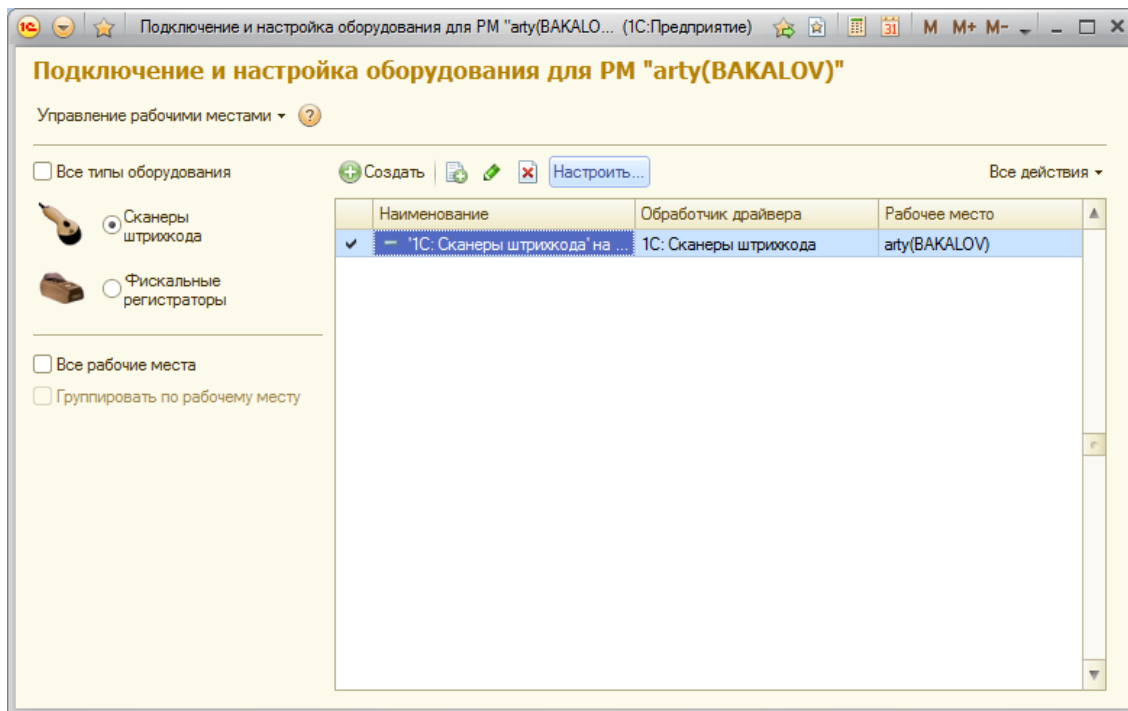 1С Подключение и настройка оборудования для РМ "arty(BAKALO... (1С:Предприятие) 31 M M+ M-
Подключение и настройка оборудования для РМ "arty(BAKALOV)"
Управление рабочими местами ?
Все типы оборудования
Создать Настроить... Все действия
Сканеры
штрихкода
Фискальные
регистраторы
Все рабочие места
Группировать по рабочему месту
Наименование Обработчик драйвера Рабочее место
'1С: Сканеры штрихкода' на ... 1С: Сканеры штрихкода arty(BAKALOV)